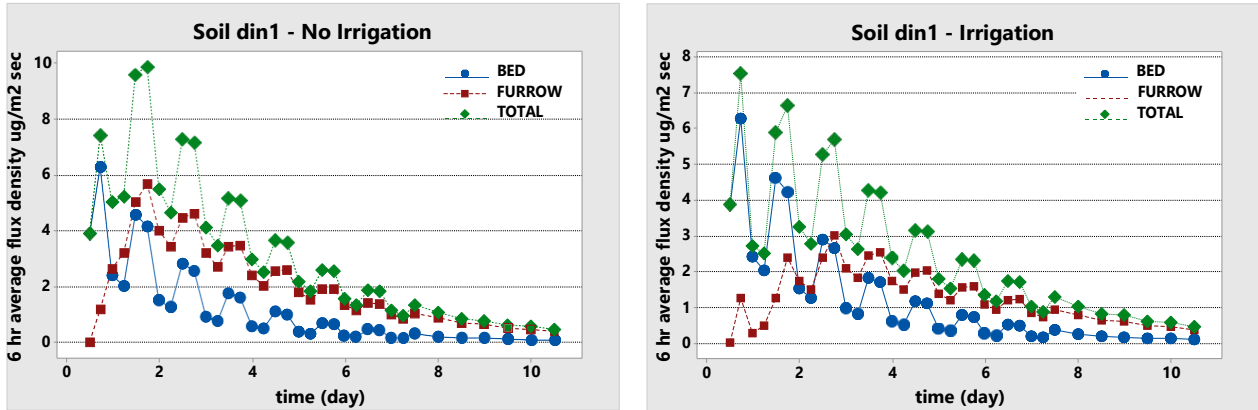 Soil din1 - No Irrigation
6 hr average flux density ug/m2 sec
10
8
6
4
2
0
BED
FURROW
TOTAL
0 2 4 6 8 10
time (day)
Soil din1 - Irrigation
6 hr average flux density ug/m2 sec
8
7
6
5
4
3
2
1
0
BED
FURROW
TOTAL
0 2 4 6 8 10
time (day)